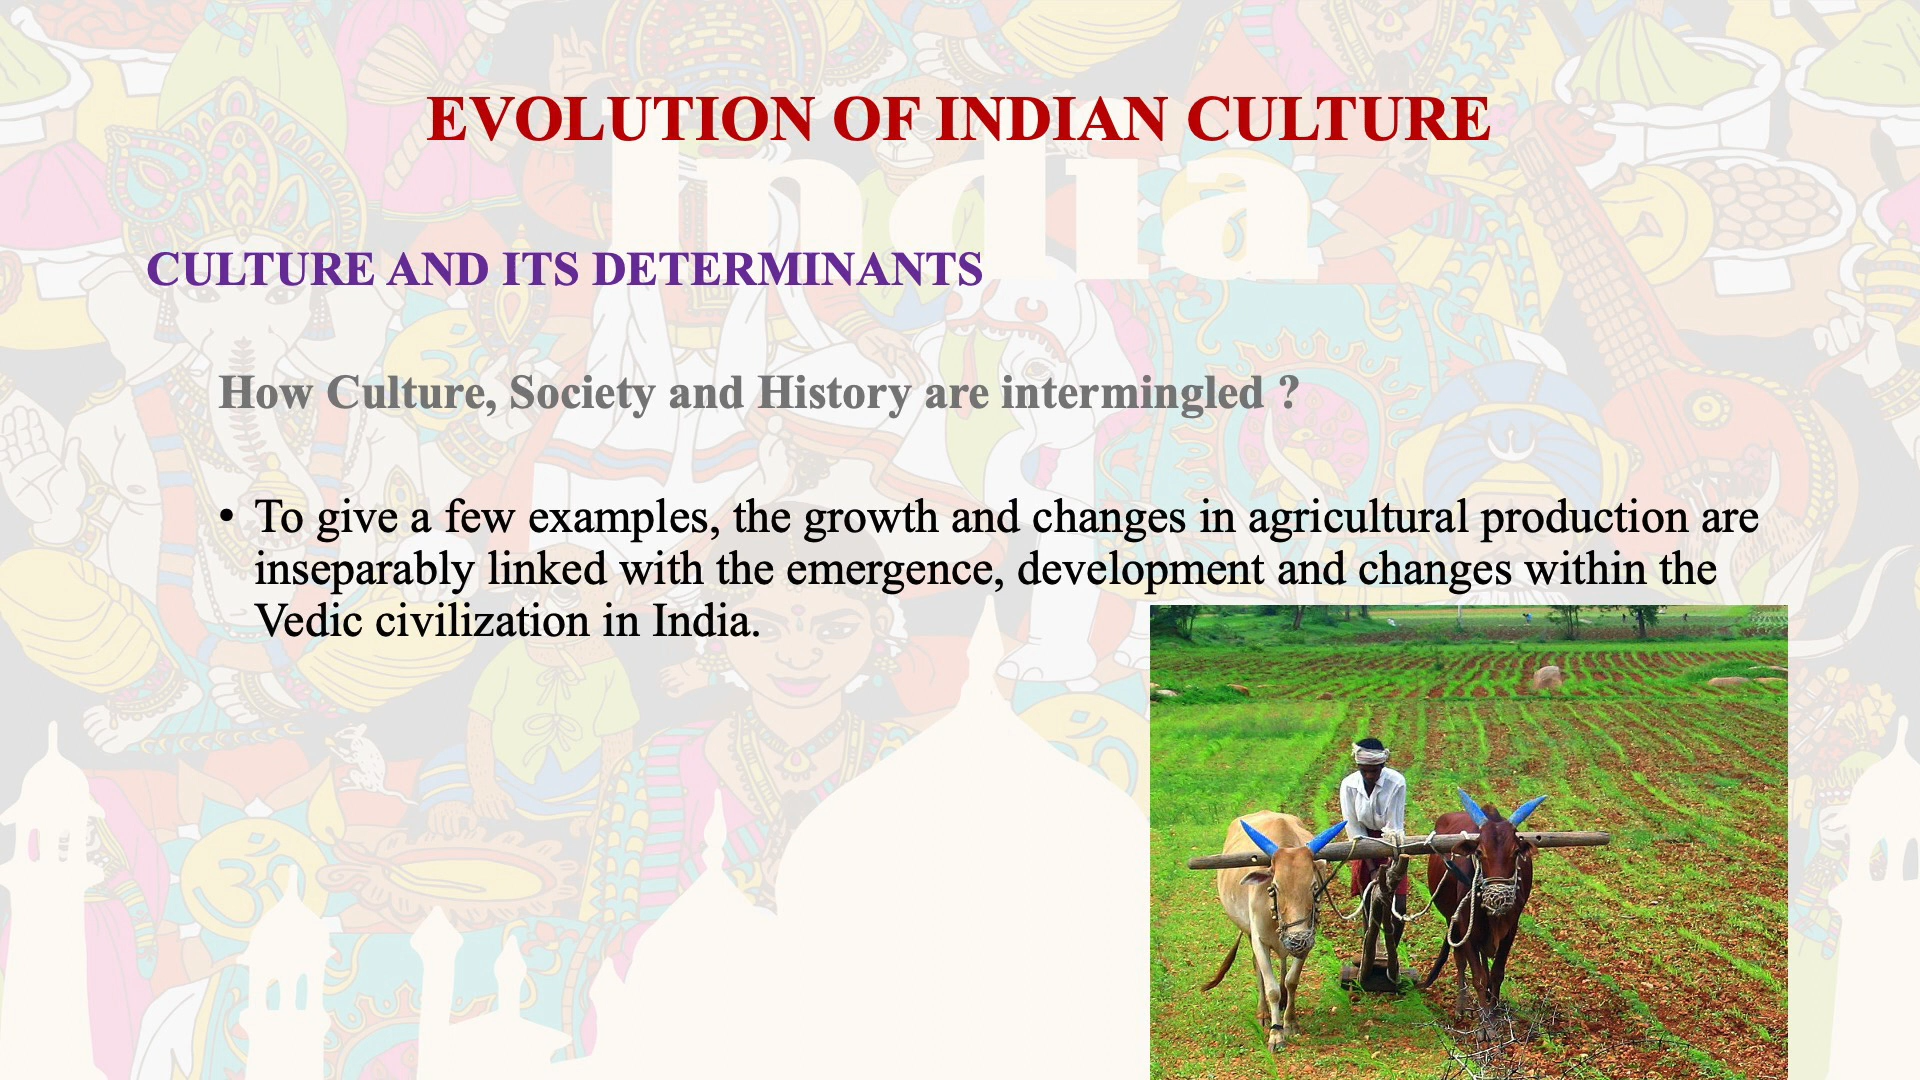 EVOLUTION OF INDIAN CULTURE
India
CULTURE AND ITS DETERMINANTS
How Culture, Society and History are intermingled ?
• To give a few examples, the growth and changes in agricultural production are
inseparably linked with the emergence, development and changes within the
Vedic civilization in India.
ॐ
ॐ